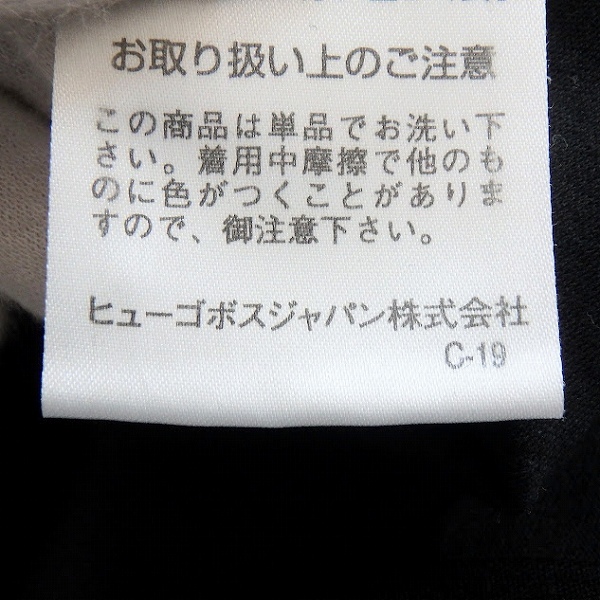 お取り扱い上のご注意
この商品は単品でお洗い下
さい。着用中摩擦で他のも
のに色がつくことがありま
すので、御注意下さい。
ヒューゴボスジャパン株式会社
C-19